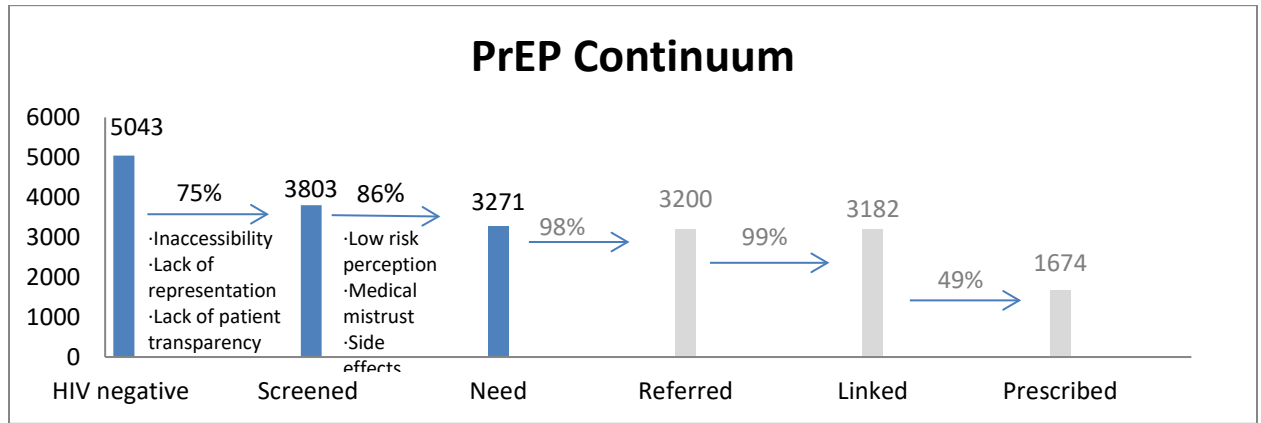 PrEP Continuum
6000
5000
4000
3000
2000
1000
0
5043
75%
·Inaccessibility
·Lack of
representation
·Lack of patient
transparency
3803
86%
·Low risk
perception
·Medical
mistrust
·Side
effects
3271
98%
3200
99%
3182
49%
1674
HIV negative
Screened
Need
Referred
Linked
Prescribed